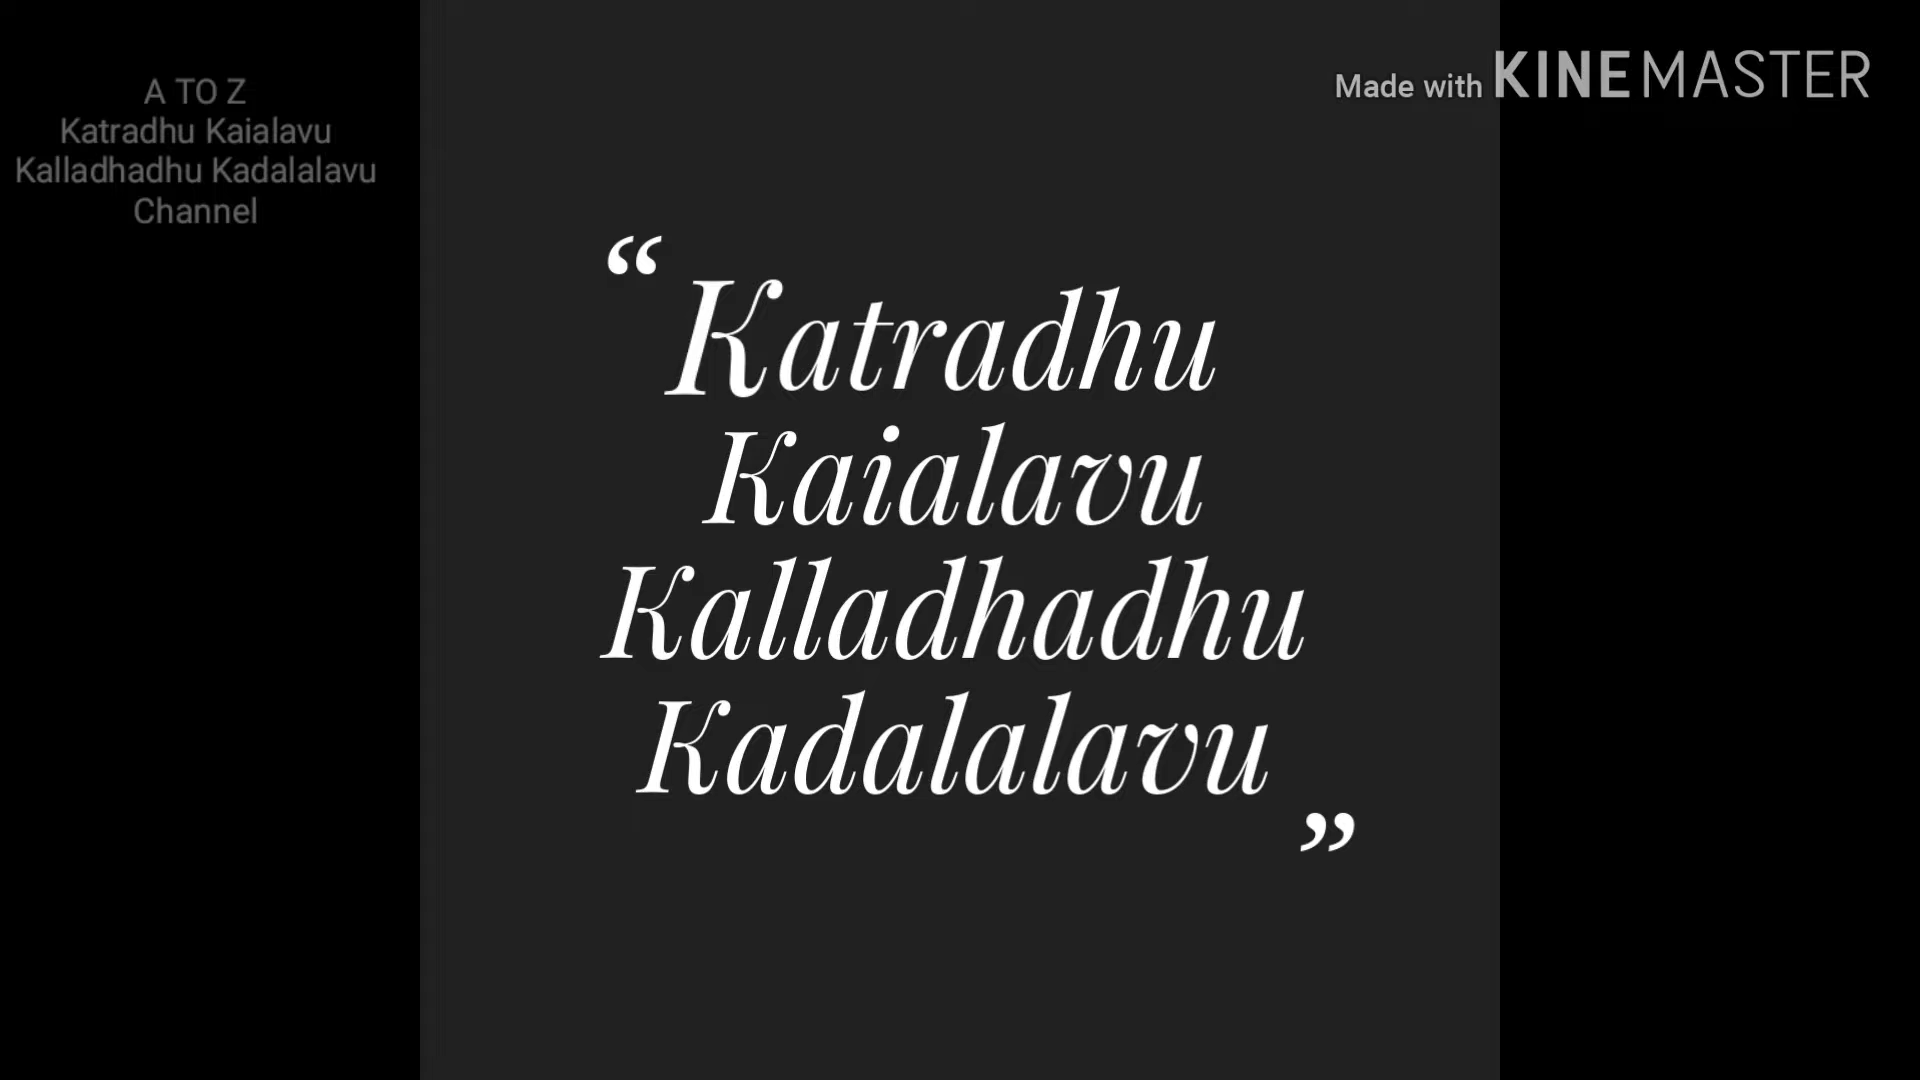 A TO Z
Katradhu Kaialavu
Kalladhadhu Kadalalavu
Channel
Made with KINEMASTER
“Katradhu
Kaialavu
Kalladhadhu
Kadalalavu”